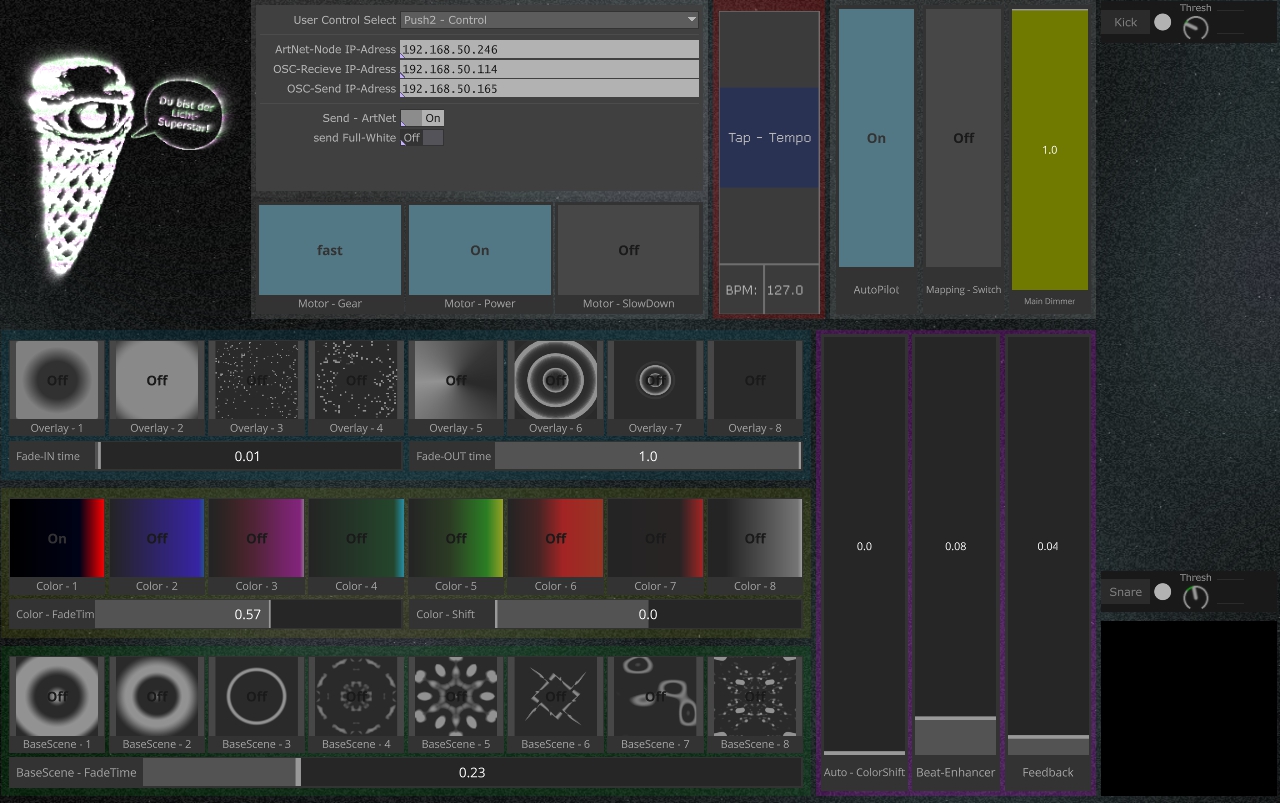 Du bist der
Licht-
Superstar!
User Control Select Push2 - Control
ArtNet-Node IP-Adress 192.168.50.246
OSC-Recieve IP-Adress 192.168.50.114
OSC-Send IP-Adress 192.168.50.165
Send - ArtNet On
send Full-White Off
fast On Off
Motor - Gear Motor - Power Motor - SlowDown
Tap - Tempo
BPM: 127.0
On Off 1.0
AutoPilot Mapping - Switch Main Dimmer
Kick Thresh
Off Off Off Off Off Off Off Off
Overlay - 1 Overlay - 2 Overlay - 3 Overlay - 4 Overlay - 5 Overlay - 6 Overlay - 7 Overlay - 8
Fade-IN time 0.01 Fade-OUT time 1.0
On Off Off Off Off Off Off Off
Color - 1 Color - 2 Color - 3 Color - 4 Color - 5 Color - 6 Color - 7 Color - 8
Color - FadeTim 0.57 Color - Shift 0.0
Off Off Off Off Off Off Off Off
BaseScene - 1 BaseScene - 2 BaseScene - 3 BaseScene - 4 BaseScene - 5 BaseScene - 6 BaseScene - 7 BaseScene - 8
BaseScene - FadeTime 0.23
0.0 0.08 0.04
Auto - ColorShift Beat-Enhancer Feedback
Snare Thresh